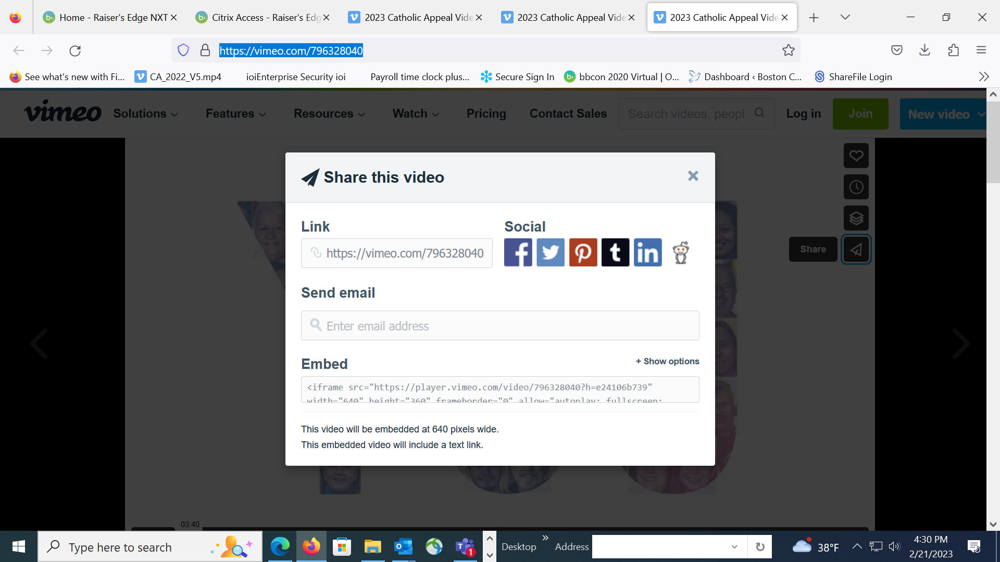 Home - Raiser's Edge NXT
Citrix Access - Raiser's Edg
2023 Catholic Appeal Vide
2023 Catholic Appeal Vide
2023 Catholic Appeal Vide
https://vimeo.com/796328040
See what's new with Fi...
CA_2022_V5.mp4
ioiEnterprise Security ioi
Payroll time clock plus...
Secure Sign In
bbcon 2020 Virtual | O...
Dashboard ‹ Boston C...
ShareFile Login
vimeo
Solutions
Features
Resources
Watch
Pricing
Contact Sales
Search videos, peopl
Log in
Join
New video
Share this video
Link
Social
https://vimeo.com/796328040
Share
Send email
Enter email address
Embed
+ Show options
<iframe src="https://player.vimeo.com/video/796328040?h=e24106b739"
width="640" height="360" frameborder="0" allow="autoplay; fullscreen;
This video will be embedded at 640 pixels wide.
This embedded video will include a text link.
03:40
Type here to search
1
Desktop
Address
38°F
4:30 PM
2/21/2023